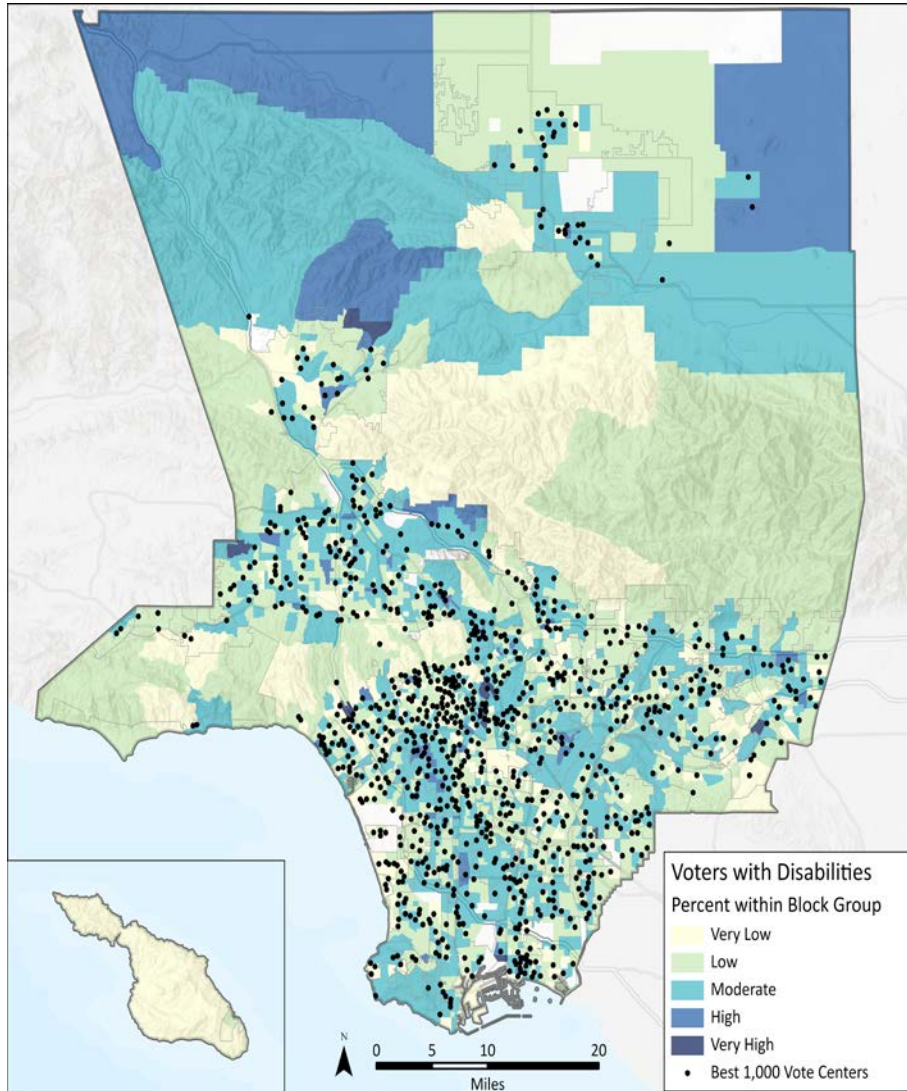 Voters with Disabilities
Percent within Block Group
Very Low
Low
Moderate
High
Very High
Best 1,000 Vote Centers
N
0 5 10 20
Miles